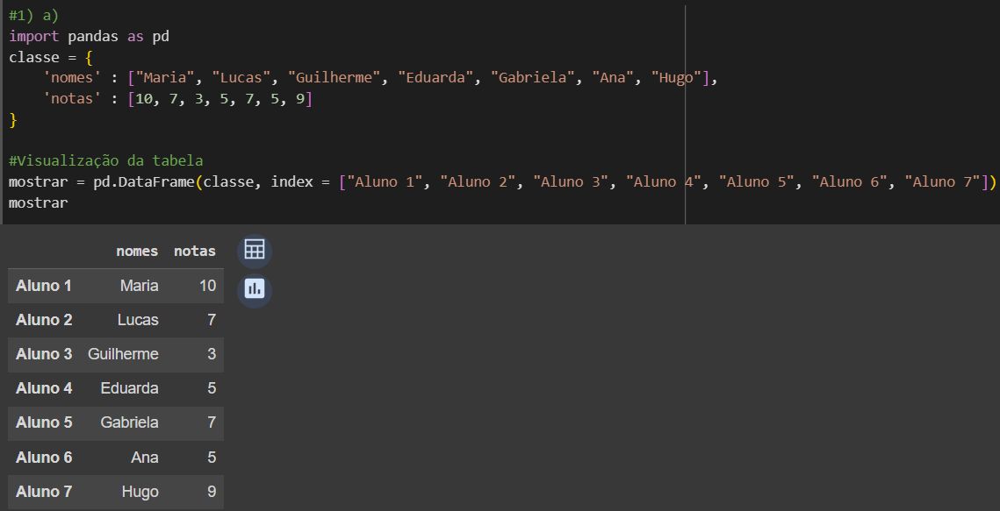 #1) a)
import pandas as pd
classe = {
    'nomes' : ["Maria", "Lucas", "Guilherme", "Eduarda", "Gabriela", "Ana", "Hugo"],
    'notas' : [10, 7, 3, 5, 7, 5, 9]
}
#Visualização da tabela
mostrar = pd.DataFrame(classe, index = ["Aluno 1", "Aluno 2", "Aluno 3", "Aluno 4", "Aluno 5", "Aluno 6", "Aluno 7"])
mostrar
nomes notas
Aluno 1 Maria 10
Aluno 2 Lucas 7
Aluno 3 Guilherme 3
Aluno 4 Eduarda 5
Aluno 5 Gabriela 7
Aluno 6 Ana 5
Aluno 7 Hugo 9